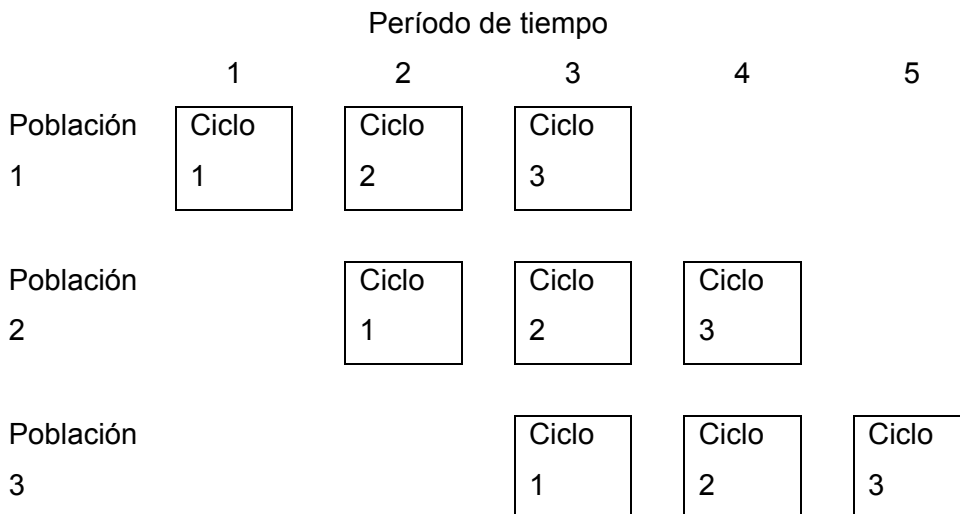 Período de tiempo
1 2 3 4 5
Población Ciclo Ciclo Ciclo
1 1 2 3
Población Ciclo Ciclo Ciclo
2 1 2 3
Población Ciclo Ciclo Ciclo
3 1 2 3